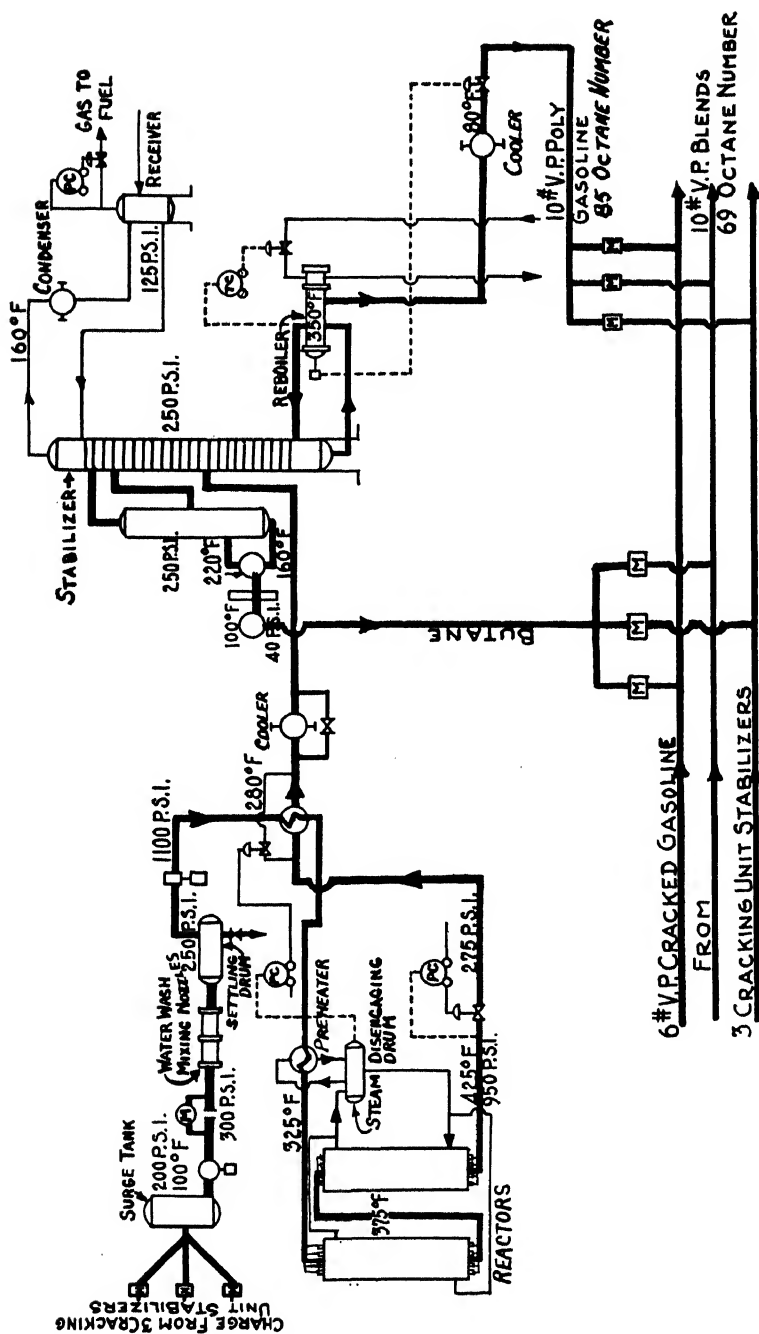 CHARGE FROM 3 CRACKING
UNIT STABILIZERS
M
M
M
SURGE TANK
200 P.S.I.
100°F
M
300 P.S.I.
WATER WASH
MIXING NOZZLES
250 P.S.I.
SETTLING
DRUM
1100 P.S.I.
280°F
COOLER
PC
PREHEATER
325°F
DISENGAGING
DRUM
STEAM
375°F
REACTORS
425°F
950 P.S.I.
PC
275 P.S.I.
STABILIZER
250 P.S.I.
220°F
160°F
100°F
40 P.S.I.
250 P.S.I.
160°F
CONDENSER
125 P.S.I.
RECEIVER
PC
GAS TO
FUEL
REBOILER
350°F
COOLER
80°F
10# V.P. POLY
GASOLINE
85 OCTANE NUMBER
M
M
M
BUTANE
M
M
M
6# V.P. CRACKED GASOLINE
FROM
3 CRACKING UNIT STABILIZERS
10# V.P. BLENDS
69 OCTANE NUMBER